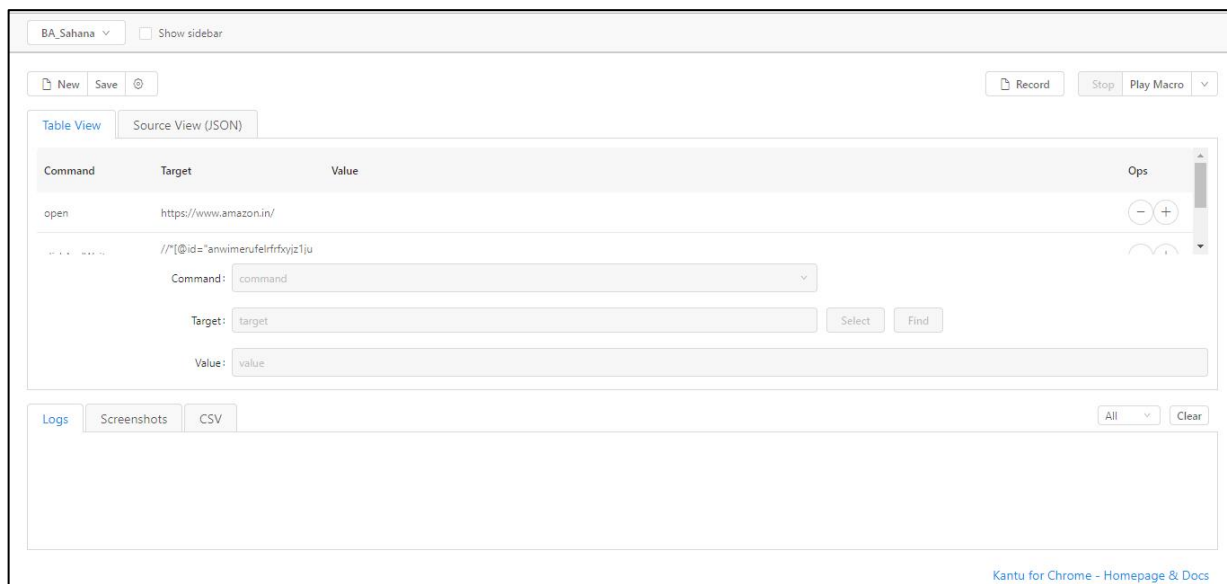 BA_Sahana Show sidebar
New Save Record Stop Play Macro
Table View Source View (JSON)
Command Target Value Ops
open https://www.amazon.in/
//*[@id="anwimerufelrfrfxyjz1ju
Command: command
Target: target Select Find
Value: value
Logs Screenshots CSV All Clear
Kantu for Chrome - Homepage & Docs